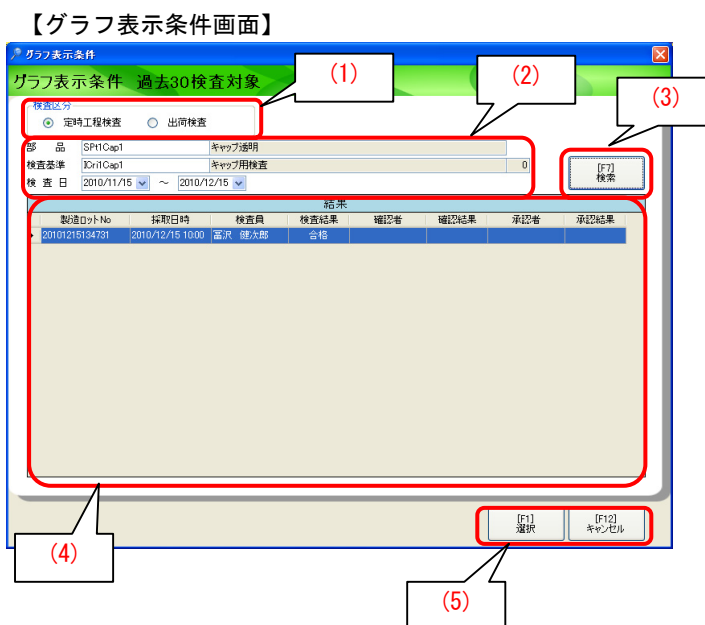 【グラフ表示条件画面】
グラフ表示条件
グラフ表示条件 過去30検査対象
(1)
(2)
(3)
検査区分
定時工程検査 出荷検査
部 品 SPt1Cap1 キャップ透明
検査基準 ICri1Cap1 キャップ用検査 0
検 査 日 2010/11/15 ～ 2010/12/15
[F7]
検索
結果
製造ロットNo 採取日時 検査員 検査結果 確認者 確認結果 承認者 承認結果
20101215134731 2010/12/15 10:00 冨沢 健次郎 合格
[F1]
選択
[F12]
キャンセル
(4)
(5)